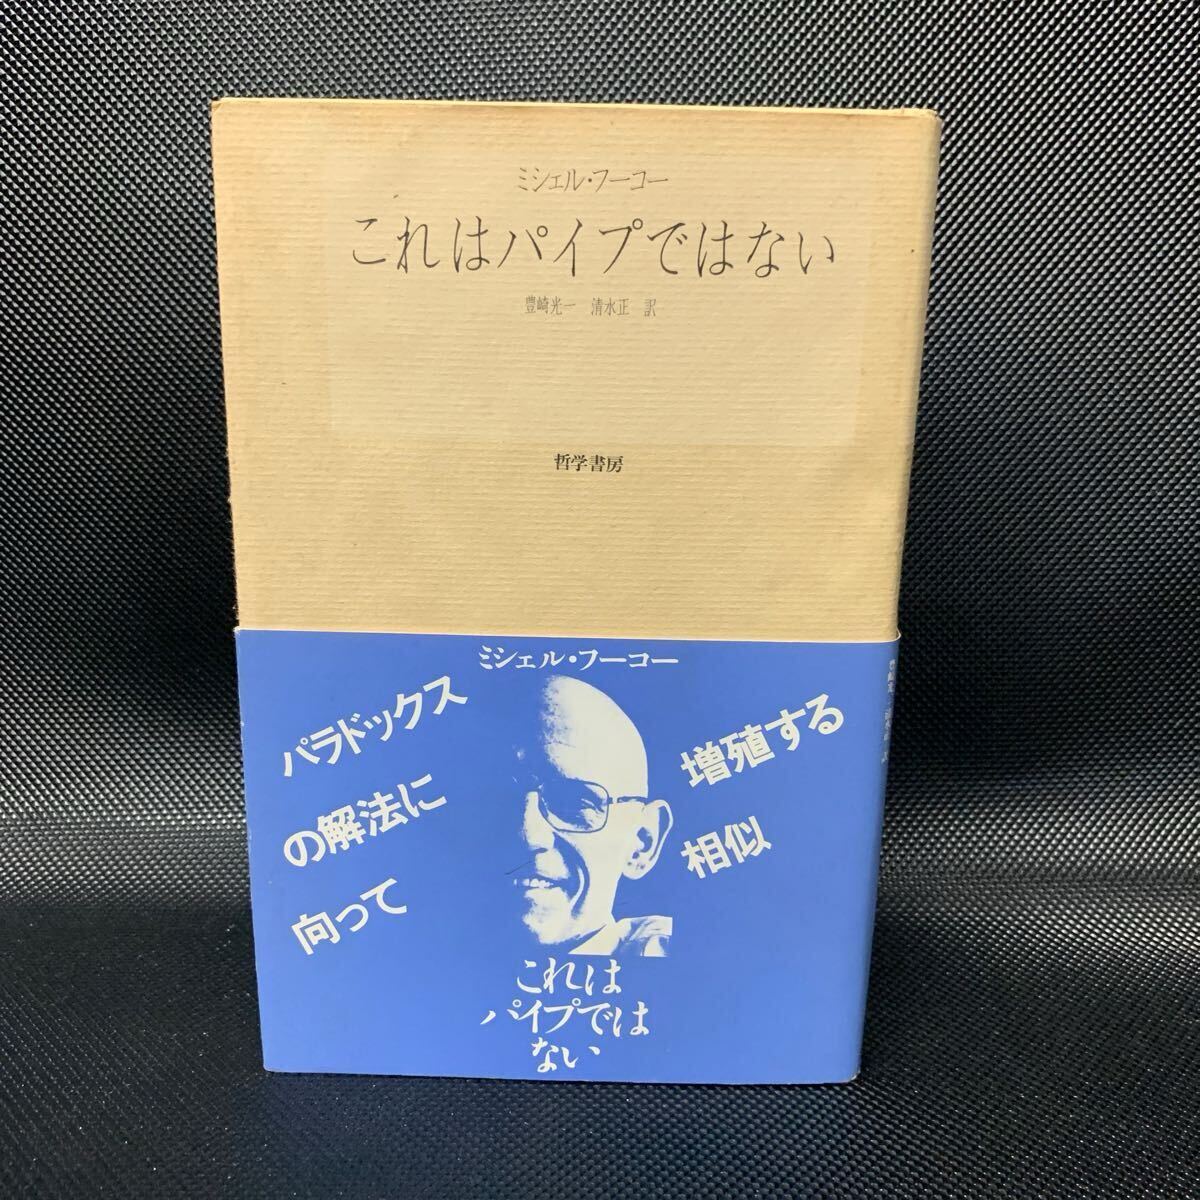 ミシェル・フーコー
これはパイプではない
豊崎光一 清水正 訳
哲学書房
ミシェル・フーコー
パラドックス
の解法に
向って
増殖する
相似
これは
パイプでは
ない